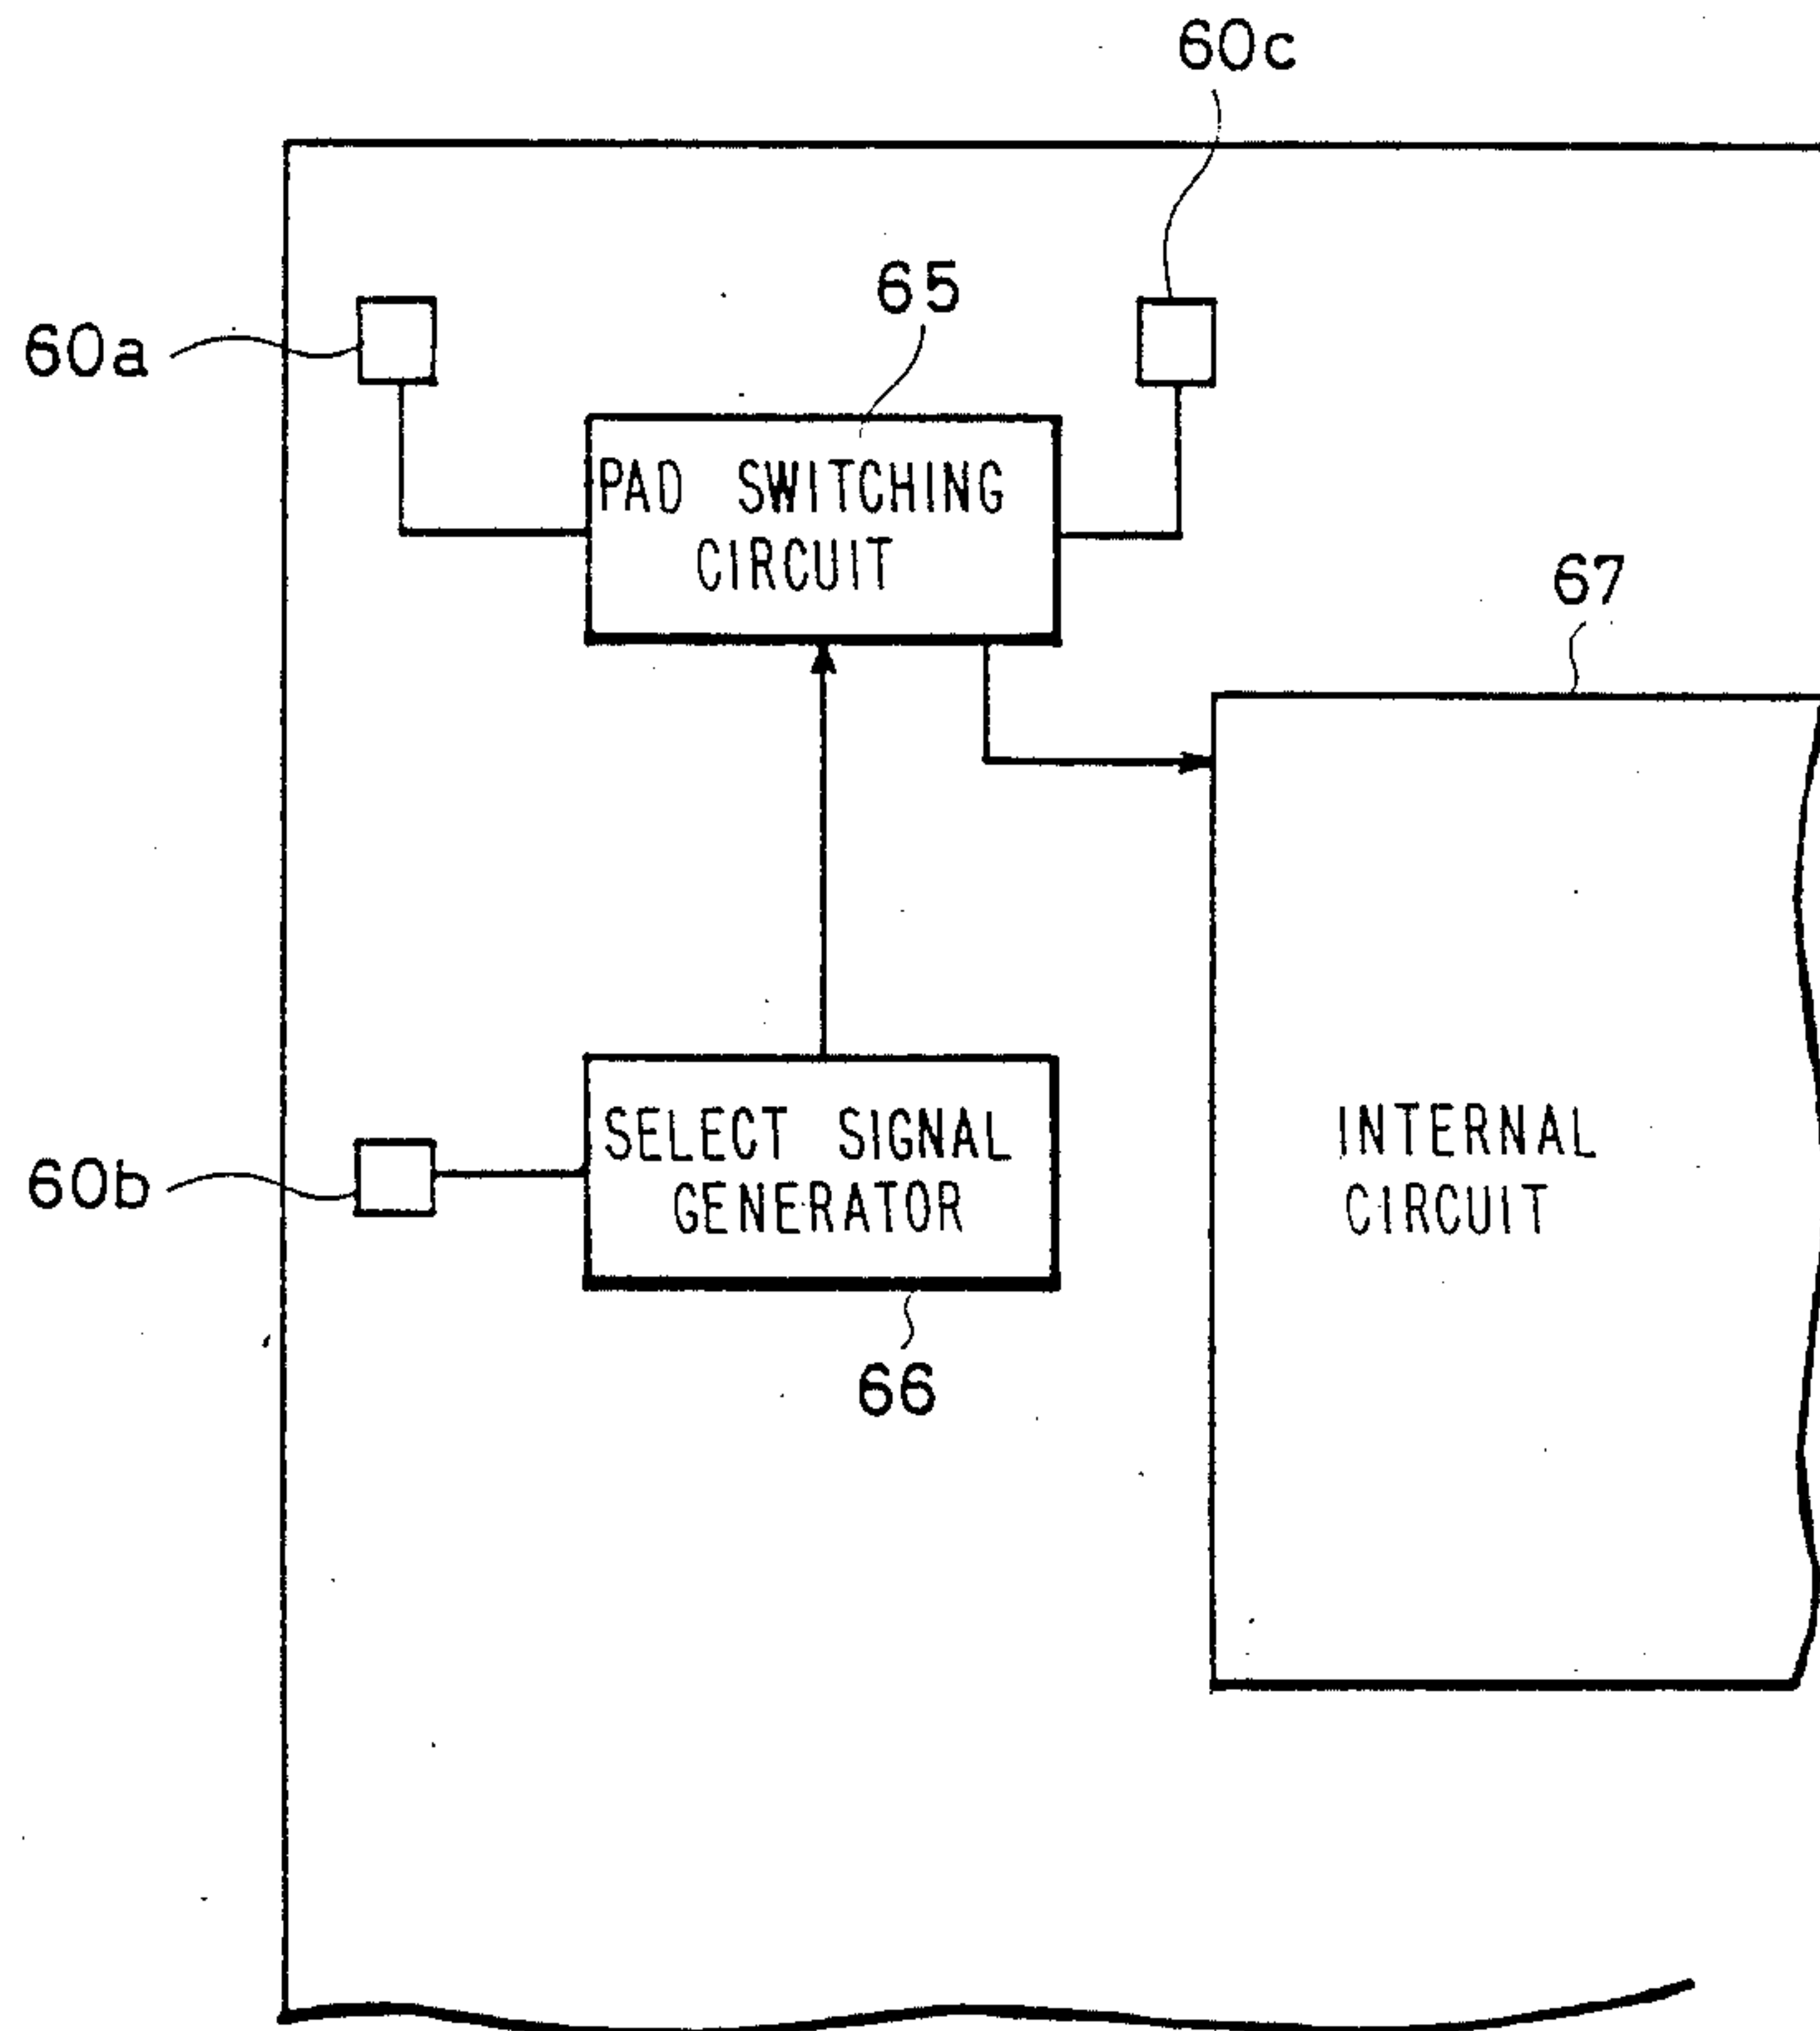 60c
65
60a
PAD SWITCHING
CIRCUIT
67
SELECT SIGNAL
GENERATOR
60b
INTERNAL
CIRCUIT
66